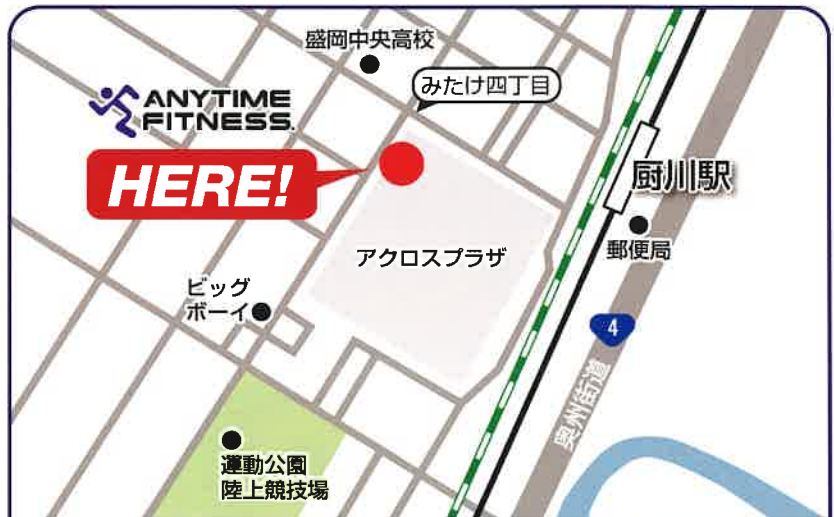 盛岡中央高校
みたけ四丁目
ANYTIME
FITNESS.
HERE!
厨川駅
郵便局
アクロスプラザ
ビッグ
ボーイ
4
奥州街道
運動公園
陸上競技場